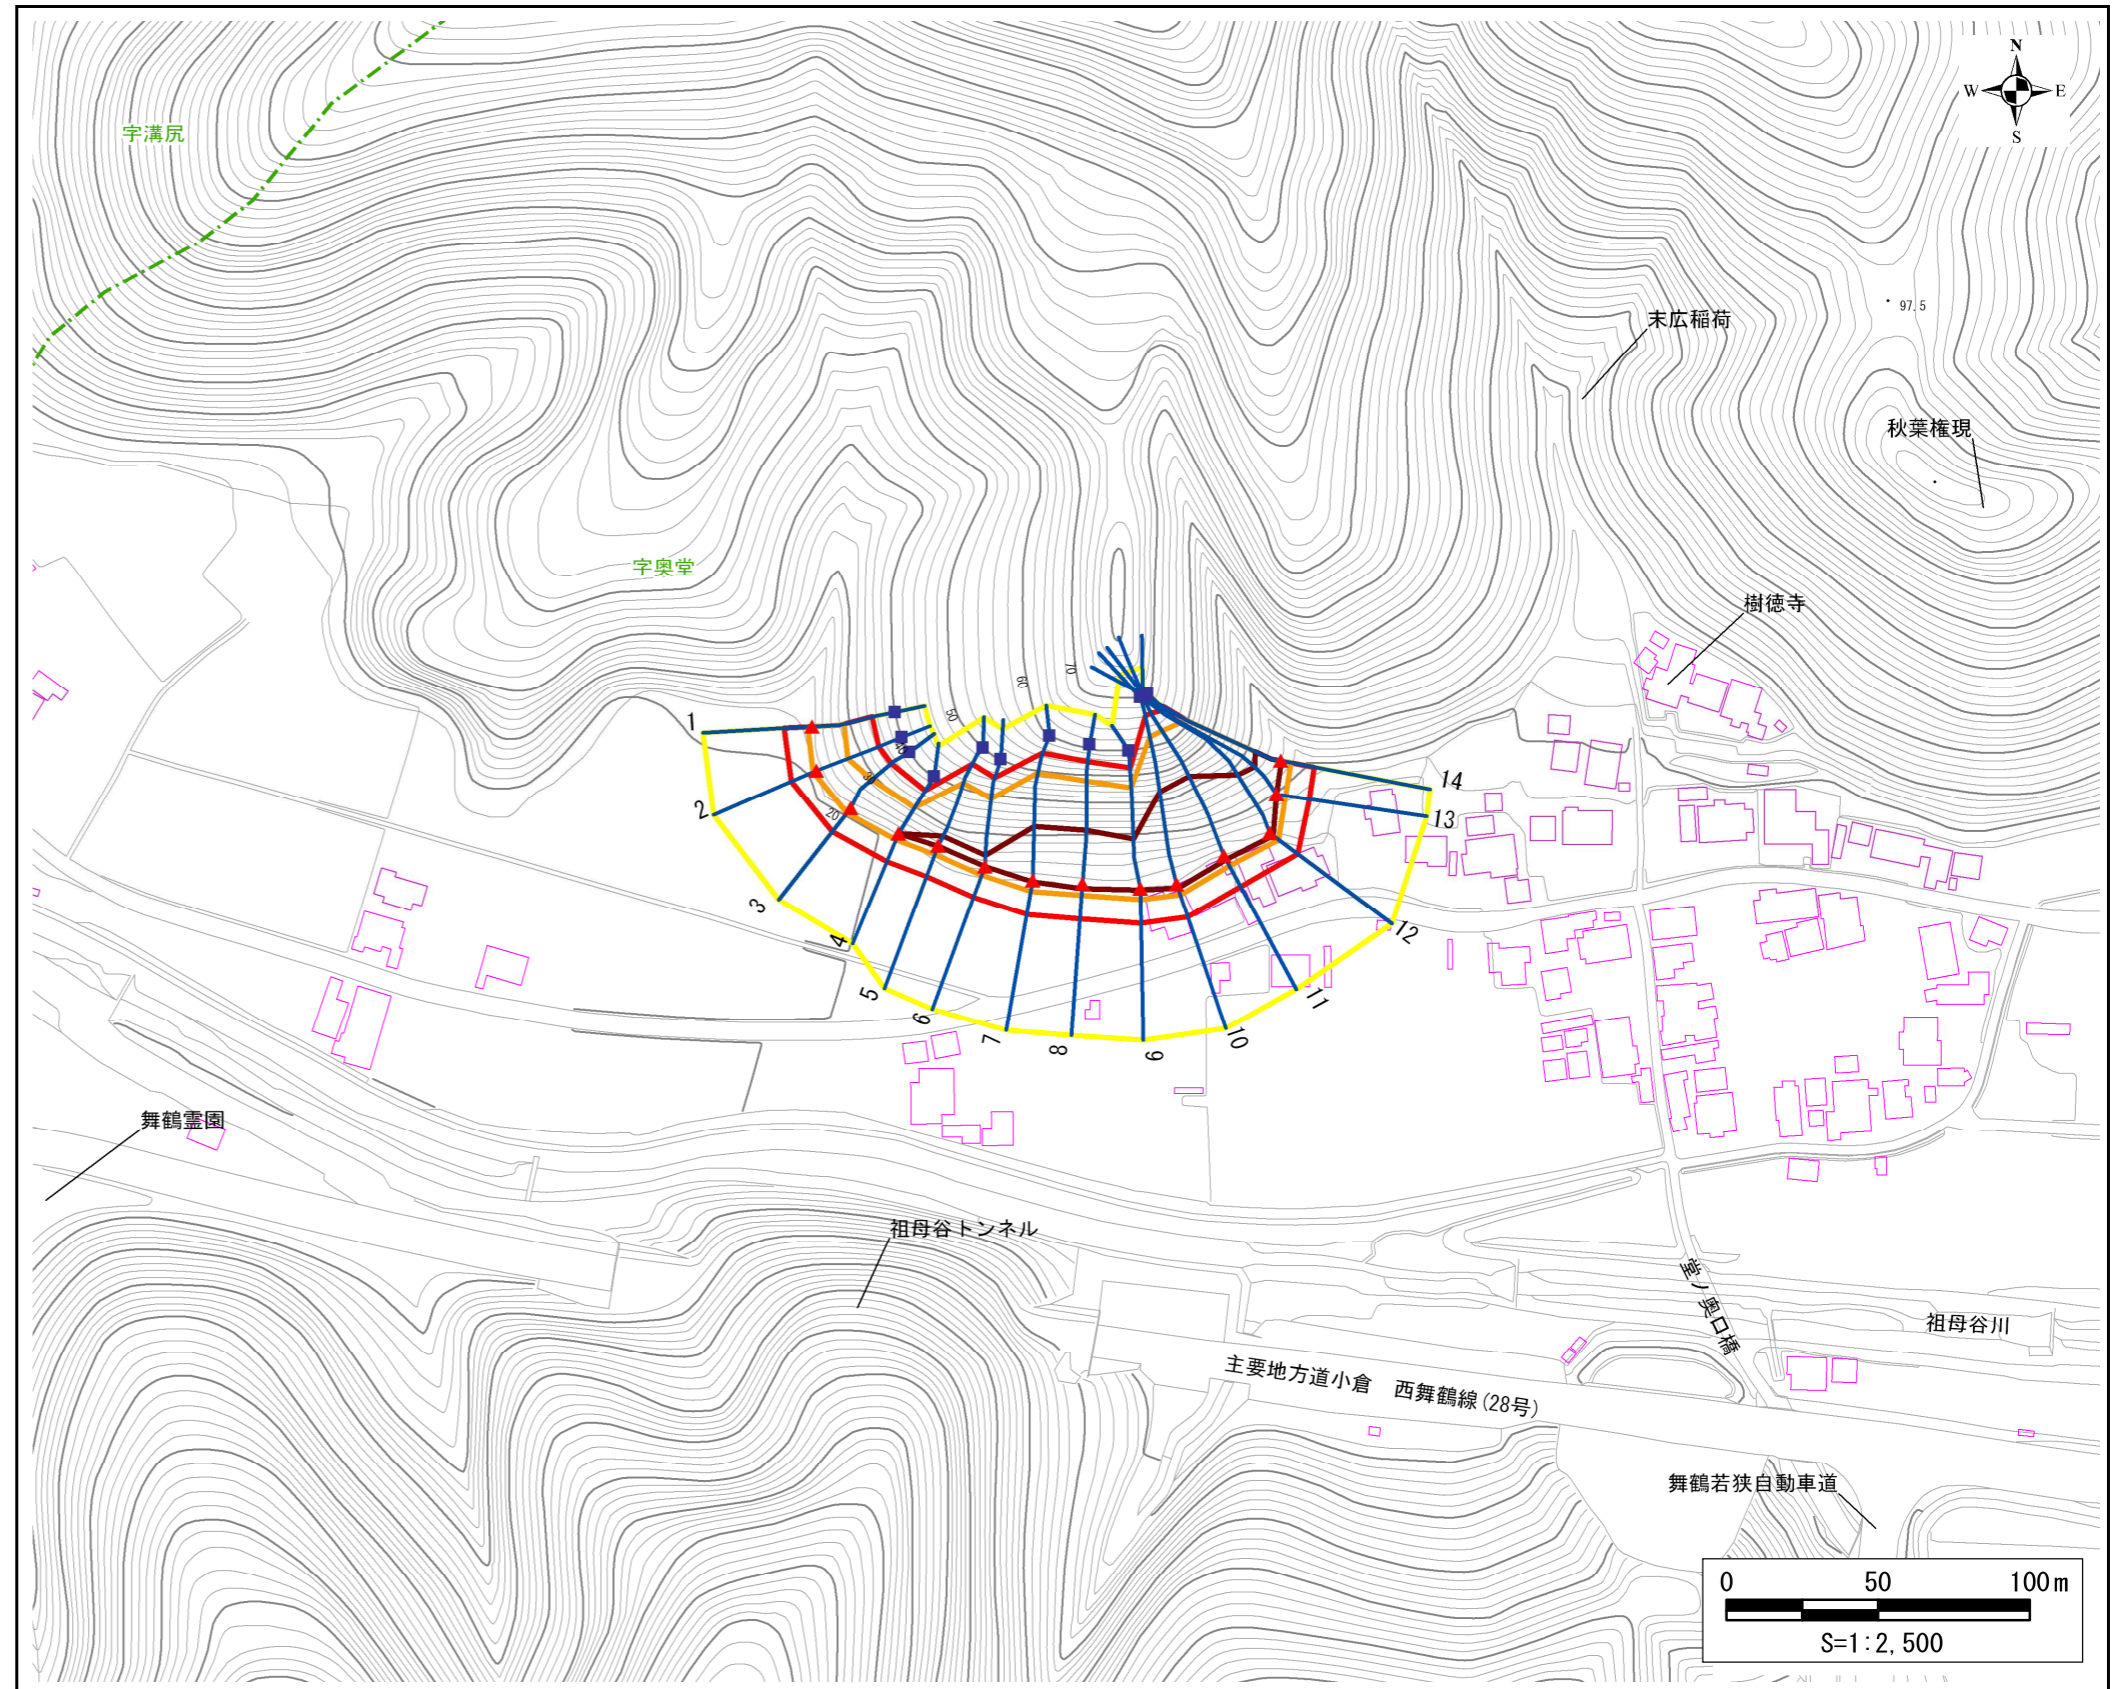 N
W E
S
字溝尻
97.5
末広稲荷
秋葉権現
字奥堂
樹徳寺
70
60
50
40
30
20
1
2
3
4
5
6
7
8
9
10
11
12
13
14
舞鶴霊園
祖母谷トンネル
堂ノ奥口橋
祖母谷川
主要地方道小倉 西舞鶴線(28号)
舞鶴若狭自動車道
0 50 100m
S=1:2,500